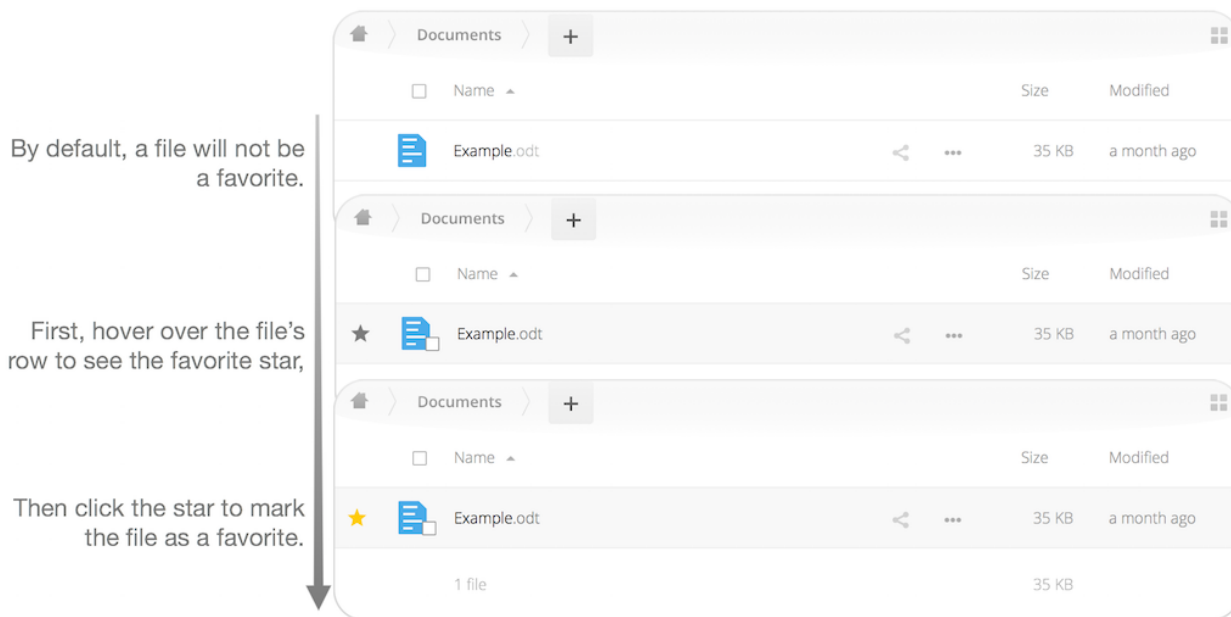 Documents +
Name Size Modified
By default, a file will not be
a favorite.
Example.odt ••• 35 KB a month ago
Documents +
Name Size Modified
First, hover over the file's
row to see the favorite star,
Example.odt ••• 35 KB a month ago
Documents +
Name Size Modified
Then click the star to mark
the file as a favorite.
Example.odt ••• 35 KB a month ago
1 file 35 KB